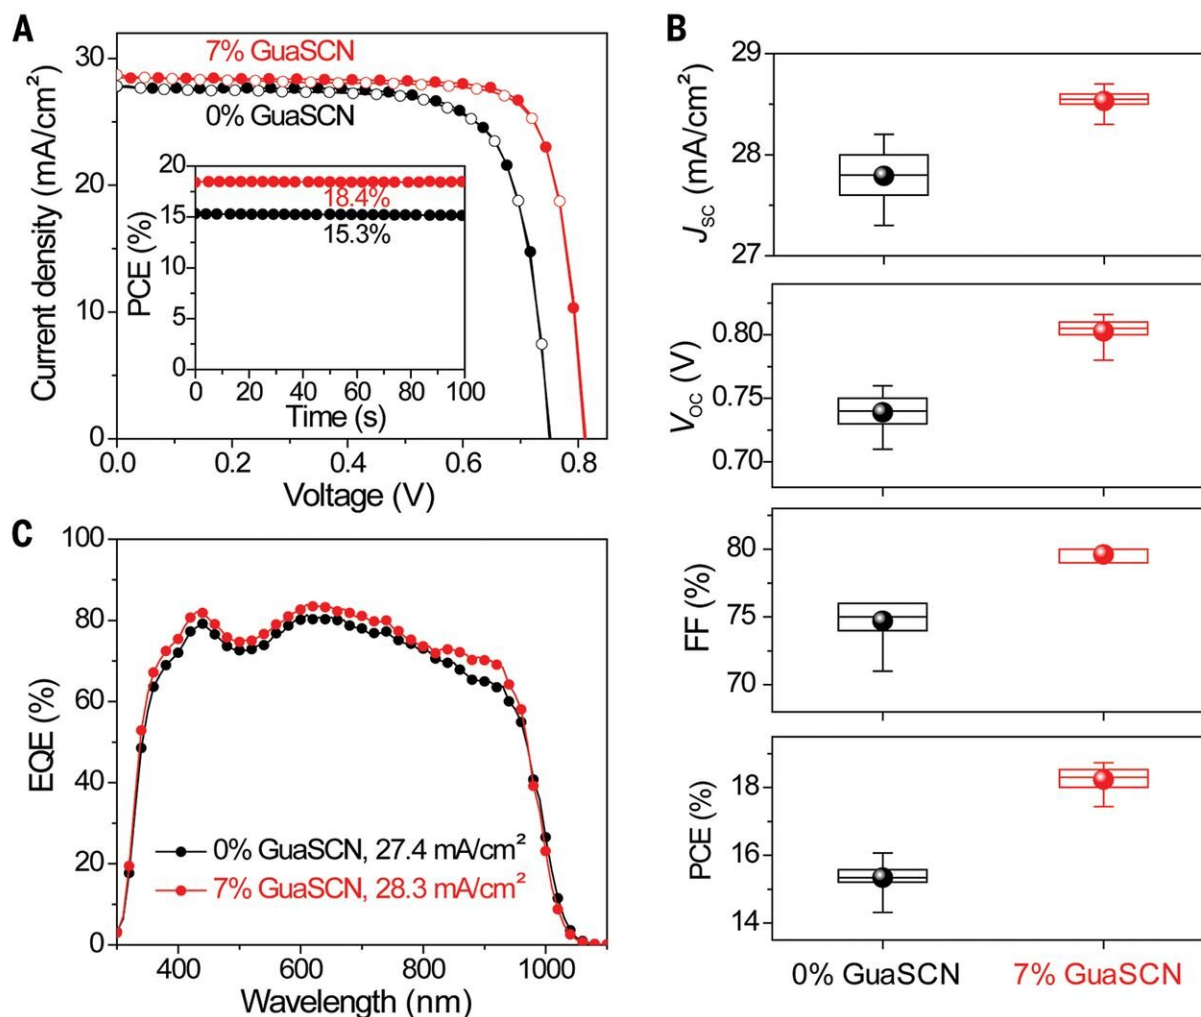 A
Current density (mA/cm²)
30
20
10
0
7% GuaSCN
0% GuaSCN
PCE (%)
20
15
10
5
0
18.4%
15.3%
0 20 40 60 80 100
Time (s)
0.0 0.2 0.4 0.6 0.8
Voltage (V)
B
JSC (mA/cm²)
29
28
27
VOC (V)
0.80
0.75
0.70
FF (%)
80
75
70
PCE (%)
18
16
14
0% GuaSCN 7% GuaSCN
C
EQE (%)
100
80
60
40
20
0
0% GuaSCN, 27.4 mA/cm²
7% GuaSCN, 28.3 mA/cm²
400 600 800 1000
Wavelength (nm)